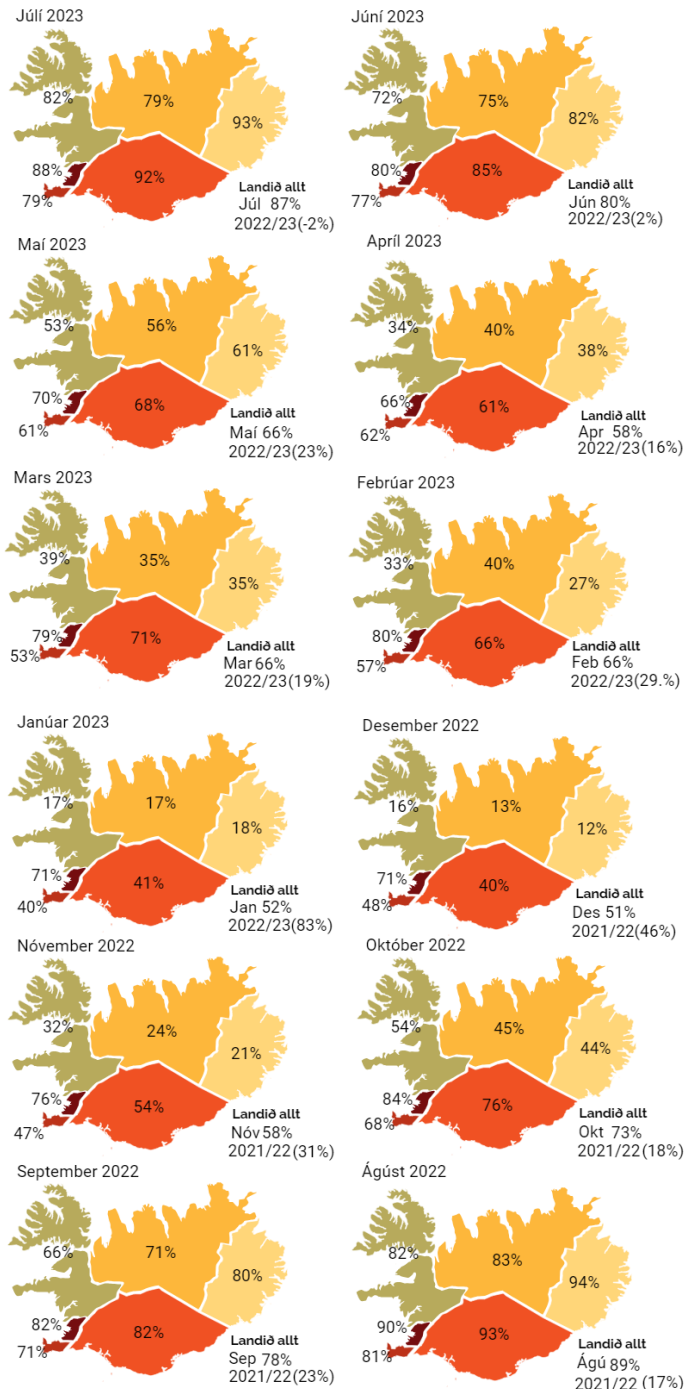 Júlí 2023
82%
79%
93%
88%
92%
79%
Landið allt
Júl 87%
2022/23(-2%)
Júní 2023
72%
75%
82%
80%
85%
77%
Landið allt
Jún 80%
2022/23(2%)
Maí 2023
53%
56%
61%
70%
68%
61%
Landið allt
Maí 66%
2022/23(23%)
Apríl 2023
34%
40%
38%
66%
61%
62%
Landið allt
Apr 58%
2022/23(16%)
Mars 2023
39%
35%
35%
79%
71%
53%
Landið allt
Mar 66%
2022/23(19%)
Febrúar 2023
33%
40%
27%
80%
66%
57%
Landið allt
Feb 66%
2022/23(29.%)
Janúar 2023
17%
17%
18%
71%
41%
40%
Landið allt
Jan 52%
2022/23(83%)
Desember 2022
16%
13%
12%
71%
40%
48%
Landið allt
Des 51%
2021/22(46%)
Nóvember 2022
32%
24%
21%
76%
54%
47%
Landið allt
Nóv 58%
2021/22(31%)
Október 2022
54%
45%
44%
84%
76%
68%
Landið allt
Okt 73%
2021/22(18%)
September 2022
66%
71%
80%
82%
82%
71%
Landið allt
Sep 78%
2021/22(23%)
Ágúst 2022
82%
83%
94%
90%
93%
81%
Landið allt
Ágú 89%
2021/22 (17%)